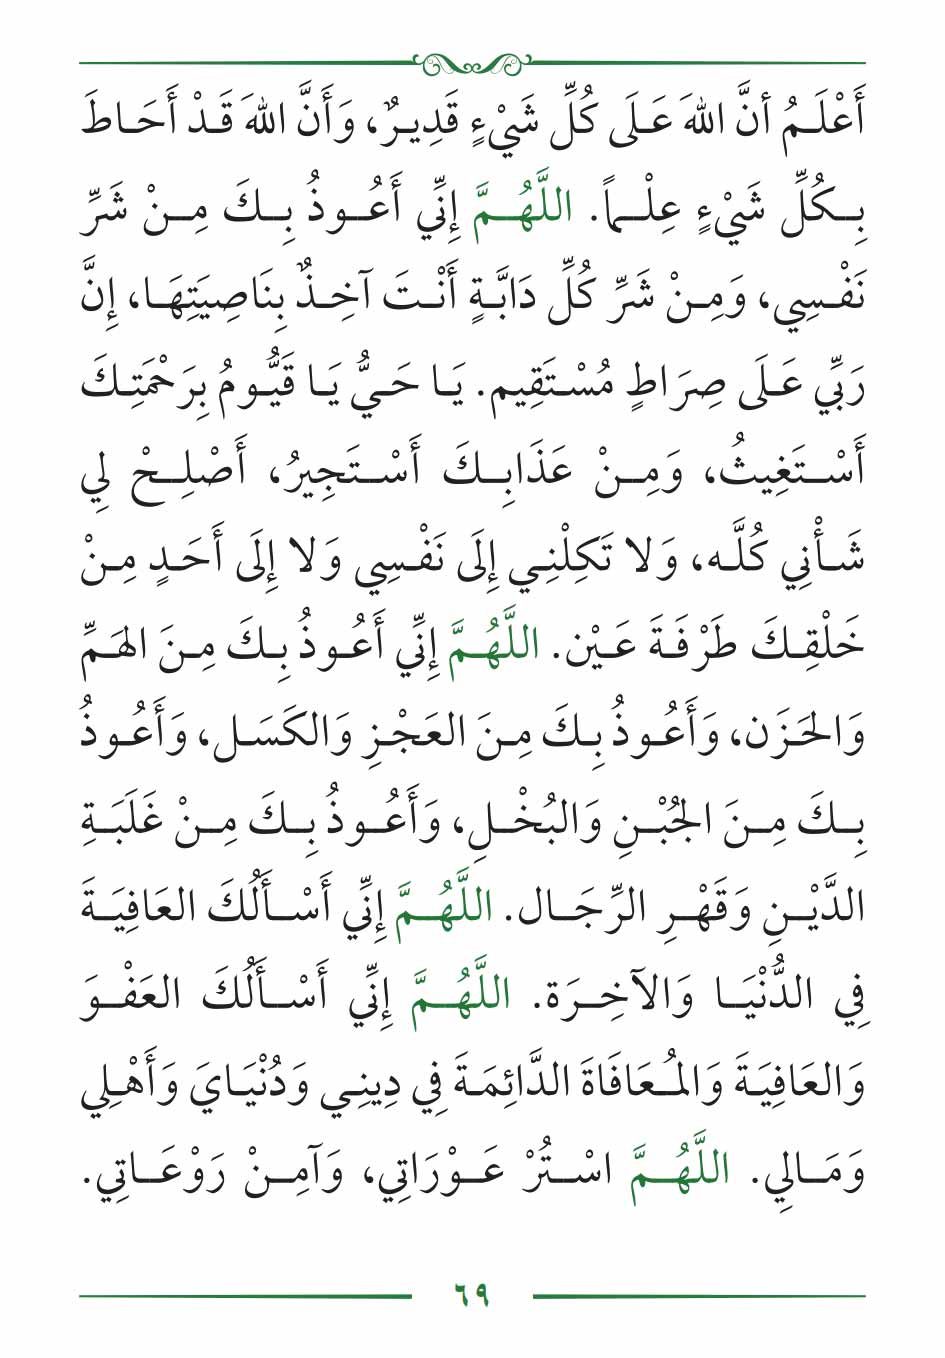 أَعْلَمُ أنَّ اللهَ عَلَى كُلِّ شَيْءٍ قَدِيرٌ، وَأَنَّ اللهَ قَدْ أَحَاطَ
بِكُلِّ شَيْءٍ عِلْماً. اللَّهُمَّ إِنِّي أَعُوذُ بِكَ مِنْ شَرِّ
نَفْسِي، وَمِنْ شَرِّ كُلِّ دَابَّةٍ أَنْتَ آخِذٌ بِنَاصِيَتِهَا، إِنَّ
رَبِّي عَلَى صِرَاطٍ مُسْتَقِيم. يَا حَيُّ يَا قَيُّومُ بِرَحْمَتِكَ
أَسْتَغِيثُ، وَمِنْ عَذَابِكَ أَسْتَجِيرُ، أَصْلِحْ لِي
شَأْنِي كُلَّه، وَلا تَكِلْنِي إِلَى نَفْسِي وَلا إِلَى أَحَدٍ مِنْ
خَلْقِكَ طَرْفَةَ عَيْن. اللَّهُمَّ إِنِّي أَعُوذُ بِكَ مِنَ الهَمِّ
وَالحَزَن، وَأَعُوذُ بِكَ مِنَ العَجْزِ وَالكَسَل، وَأَعُوذُ
بِكَ مِنَ الجُبْنِ وَالبُخْلِ، وَأَعُوذُ بِكَ مِنْ غَلَبَةِ
الدَّيْنِ وَقَهْرِ الرِّجَال. اللَّهُمَّ إِنِّي أَسْأَلُكَ العَافِيَةَ
فِي الدُّنْيَا وَالآخِرَة. اللَّهُمَّ إِنِّي أَسْأَلُكَ العَفْوَ
وَالعَافِيَةَ وَالمُعَافَاةَ الدَّائِمَةَ فِي دِينِي وَدُنْيَايَ وَأَهْلِي
وَمَالِي. اللَّهُمَّ اسْتُرْ عَوْرَاتِي، وَآمِنْ رَوْعَاتِي.
٦٩